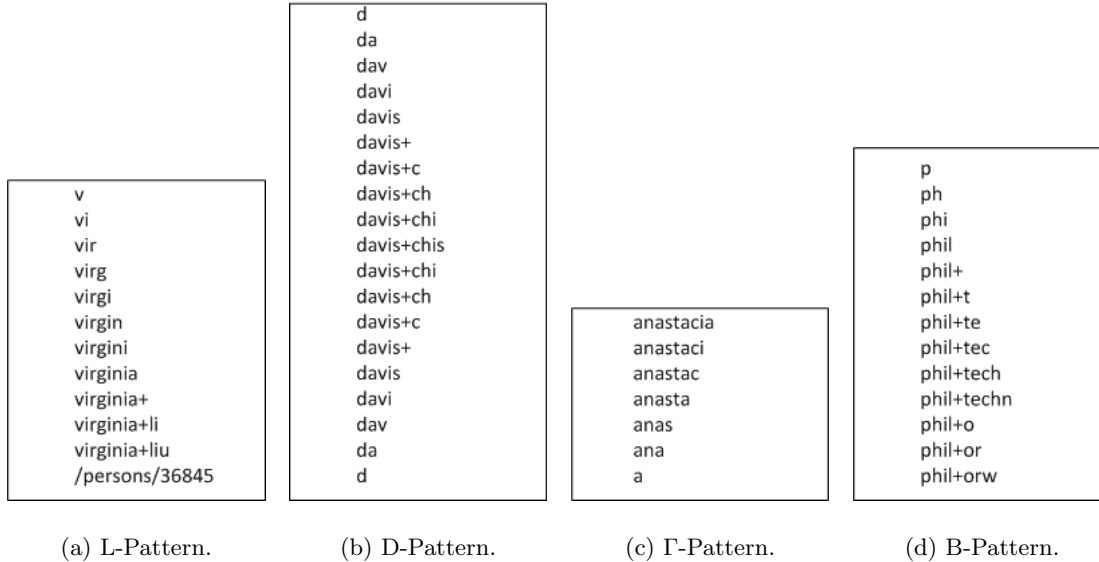 v
vi
vir
virg
virgi
virgin
virgini
virginia
virginia+
virginia+li
virginia+liu
/persons/36845
(a) L-Pattern.
d
da
dav
davi
davis
davis+
davis+c
davis+ch
davis+chi
davis+chis
davis+chi
davis+ch
davis+c
davis+
davis
davi
dav
da
d
(b) D-Pattern.
anastacia
anastaci
anastac
anasta
anas
ana
a
(c) Γ-Pattern.
p
ph
phi
phil
phil+
phil+t
phil+te
phil+tec
phil+tech
phil+techn
phil+o
phil+or
phil+orw
(d) B-Pattern.